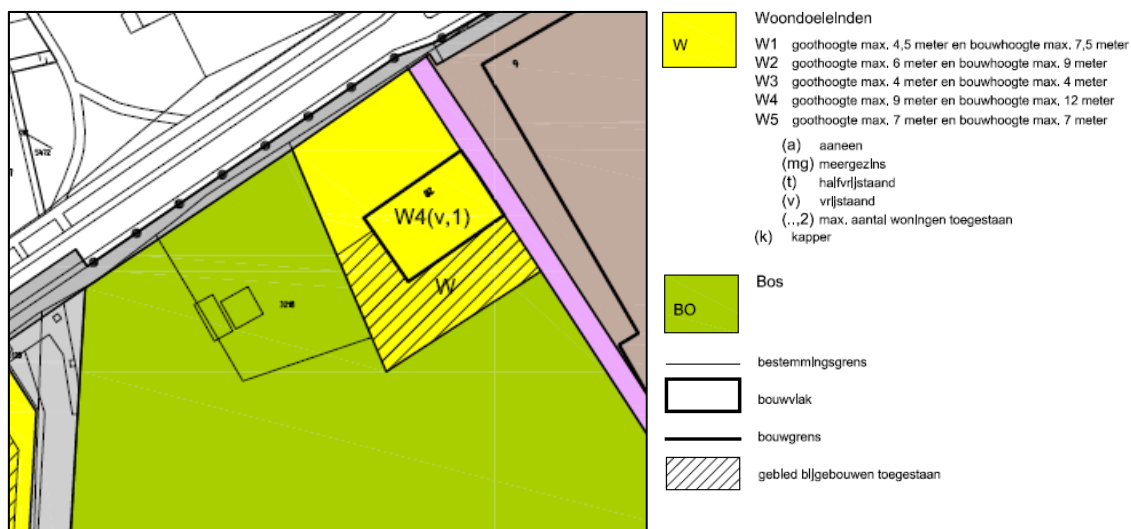 W4(v,1)
W
3218
9
W
Woondoeleinden
W1 goothoogte max. 4,5 meter en bouwhoogte max. 7,5 meter
W2 goothoogte max. 6 meter en bouwhoogte max. 9 meter
W3 goothoogte max. 4 meter en bouwhoogte max. 4 meter
W4 goothoogte max. 9 meter en bouwhoogte max. 12 meter
W5 goothoogte max. 7 meter en bouwhoogte max. 7 meter
(a) aaneen
(mg) meergezins
(t) halfvrijstaand
(v) vrijstaand
(..,2) max. aantal woningen toegestaan
(k) kapper
BO
Bos
bestemmingsgrens
bouwvlak
bouwgrens
gebied bijgebouwen toegestaan